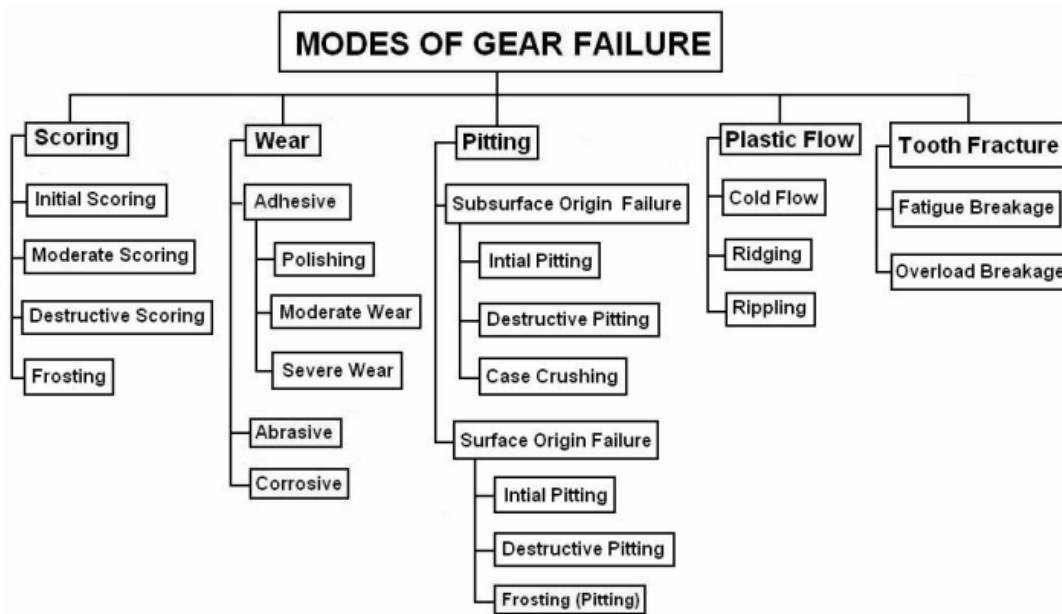 MODES OF GEAR FAILURE
Scoring
Initial Scoring
Moderate Scoring
Destructive Scoring
Frosting
Wear
Adhesive
Polishing
Moderate Wear
Severe Wear
Abrasive
Corrosive
Pitting
Subsurface Origin Failure
Intial Pitting
Destructive Pitting
Case Crushing
Surface Origin Failure
Intial Pitting
Destructive Pitting
Frosting (Pitting)
Plastic Flow
Cold Flow
Ridging
Rippling
Tooth Fracture
Fatigue Breakage
Overload Breakage